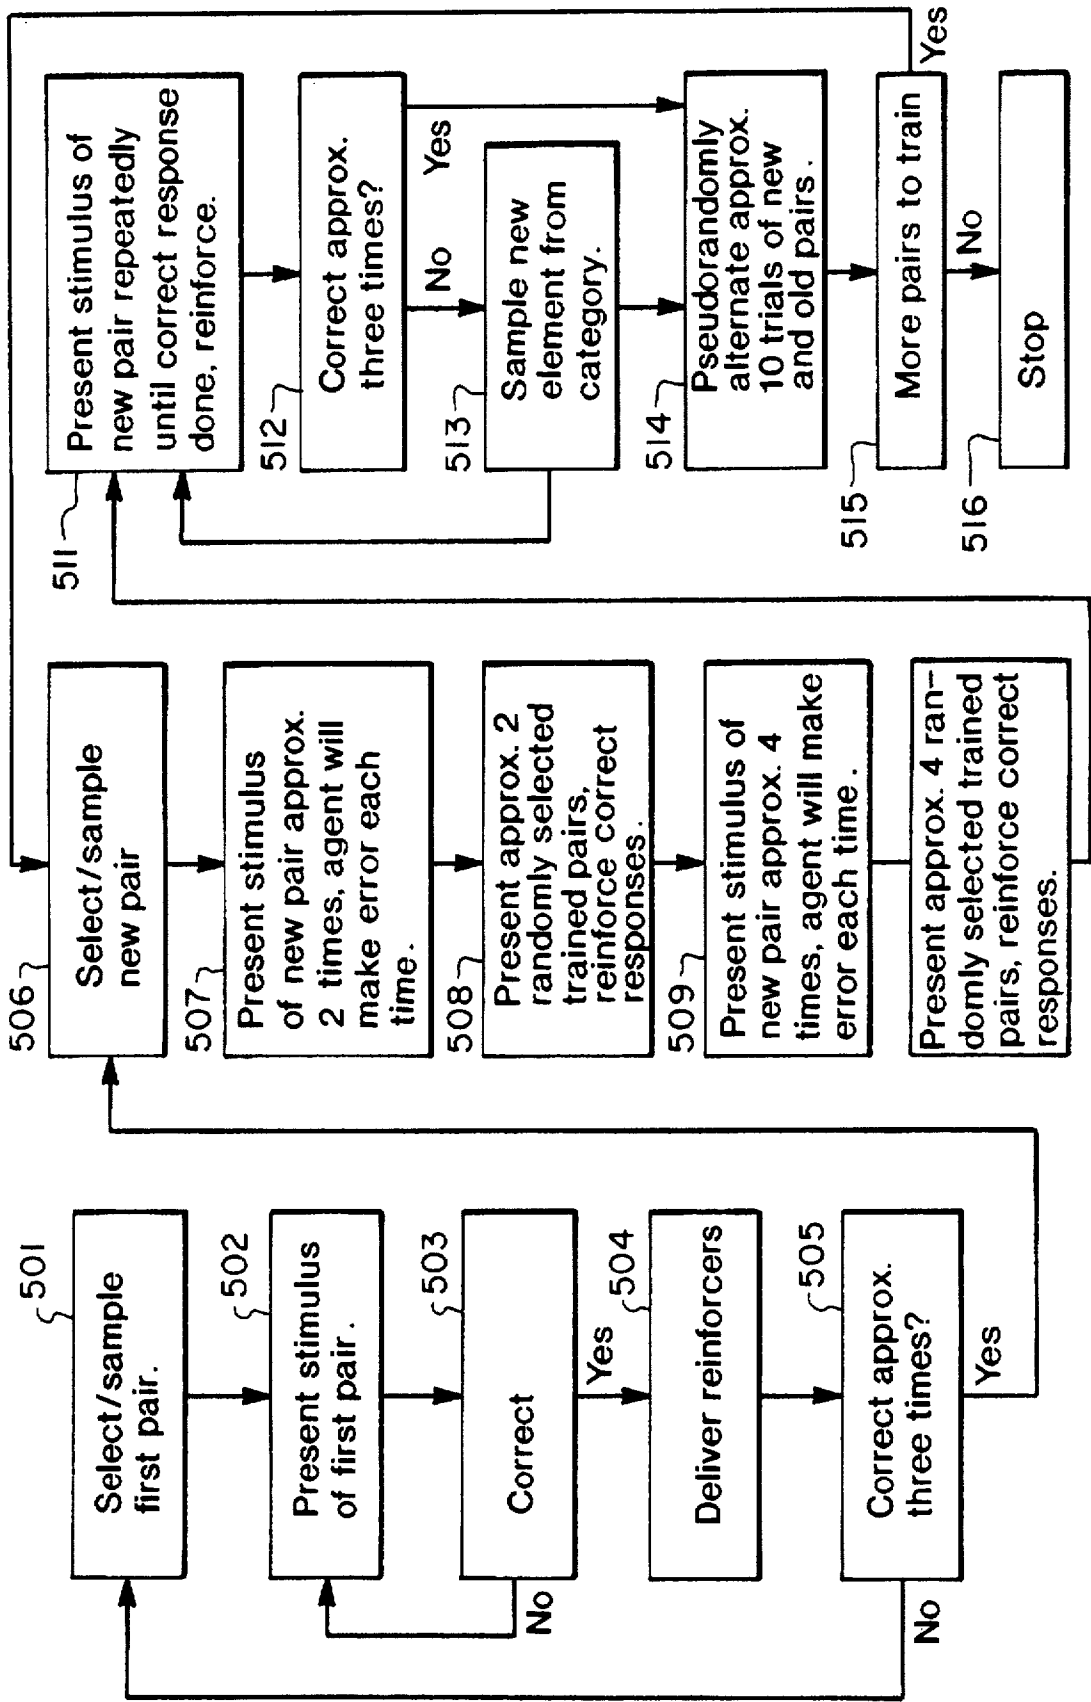 501
Select/sample
first pair.
502
Present stimulus
of first pair.
503
Correct
No
Yes
504
Deliver reinforcers
505
Correct approx.
three times?
No
Yes
506
Select/sample
new pair
507
Present stimulus
of new pair approx.
2 times, agent will
make error each
time.
508
Present approx. 2
randomly selected
trained pairs,
reinforce correct
responses.
509
Present stimulus of
new pair approx. 4
times, agent will make
error each time.
Present approx. 4 ran-
domly selected trained
pairs, reinforce correct
responses.
511
Present stimulus of
new pair repeatedly
until correct response
done, reinforce.
512
Correct approx.
three times?
No
Yes
513
Sample new
element from
category.
514
Pseudorandomly
alternate approx.
10 trials of new
and old pairs.
515
More pairs to train
Yes
No
516
Stop